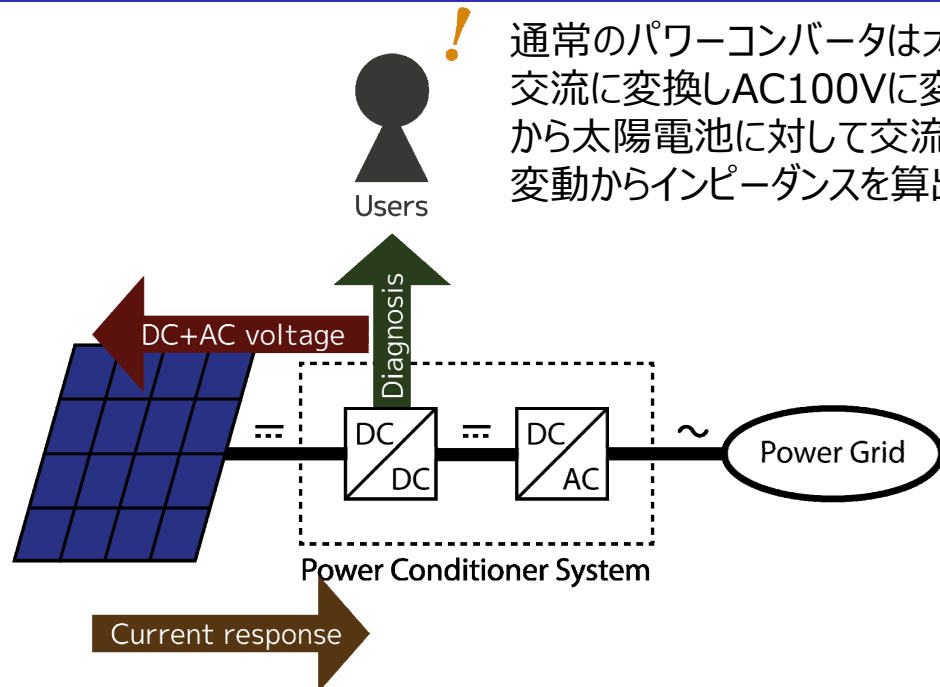 !
通常のパワーコンバータは
交流に変換しAC100Vに変
から太陽電池に対して交流
変動からインピーダンスを算出
Users
DC+AC voltage
Diagnosis
DC
DC
DC
AC
~
Power Grid
Power Conditioner System
Current response